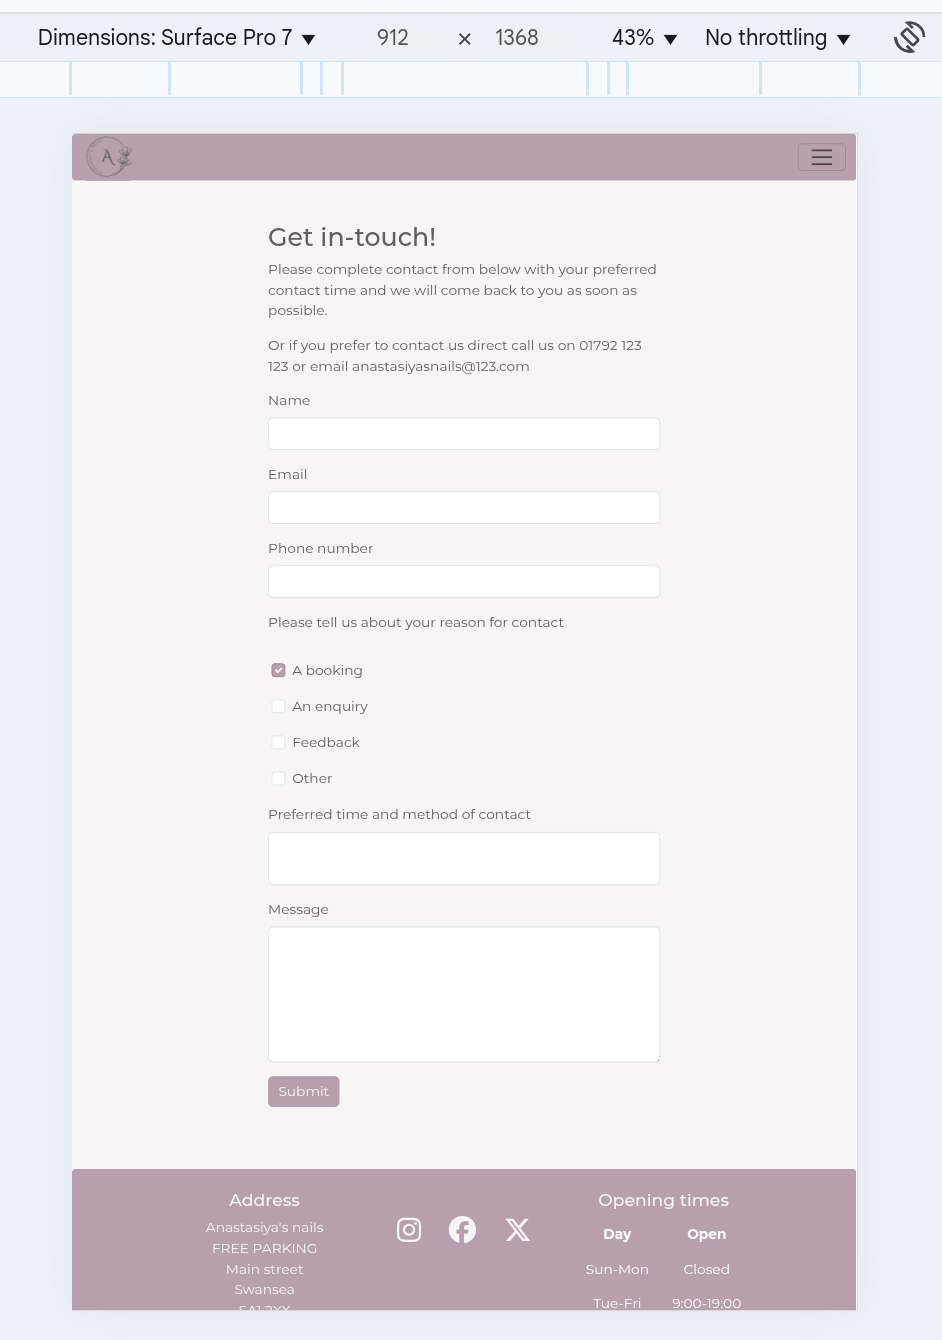 Dimensions: Surface Pro 7 ▼ 912 × 1368 43% ▼ No throttling ▼
A
Get in-touch!
Please complete contact from below with your preferred
contact time and we will come back to you as soon as
possible.
Or if you prefer to contact us direct call us on 01792 123
123 or email anastasiyasnails@123.com
Name
Email
Phone number
Please tell us about your reason for contact
A booking
An enquiry
Feedback
Other
Preferred time and method of contact
Message
Submit
Address
Anastasiya's nails
FREE PARKING
Main street
Swansea
Opening times
Day Open
Sun-Mon Closed
Tue-Fri 9:00-19:00